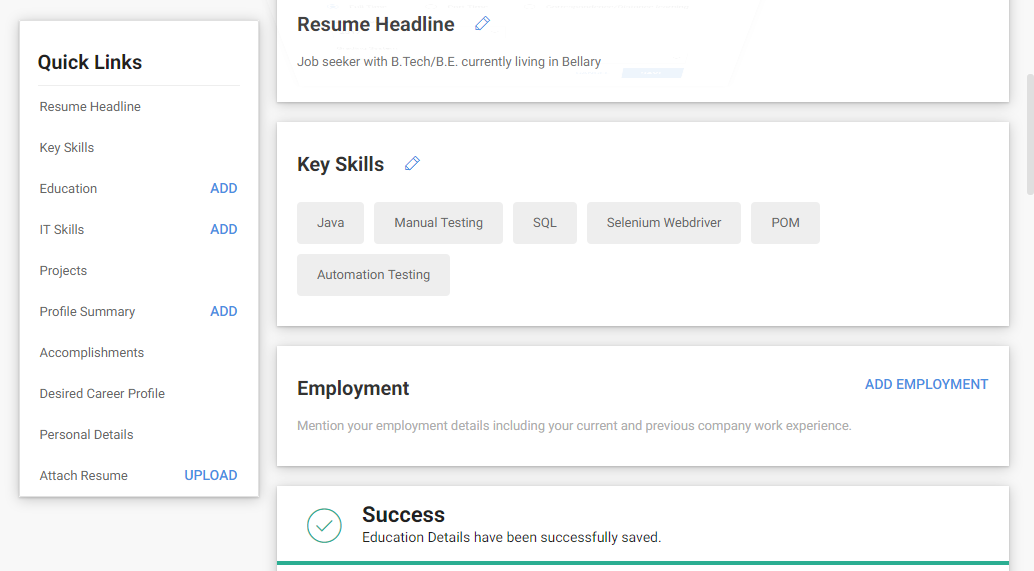 Quick Links
Resume Headline
Key Skills
Education ADD
IT Skills ADD
Projects
Profile Summary ADD
Accomplishments
Desired Career Profile
Personal Details
Attach Resume UPLOAD
Resume Headline
Job seeker with B.Tech/B.E. currently living in Bellary
Key Skills
Java Manual Testing SQL Selenium Webdriver POM
Automation Testing
Employment ADD EMPLOYMENT
Mention your employment details including your current and previous company work experience.
Success
Education Details have been successfully saved.